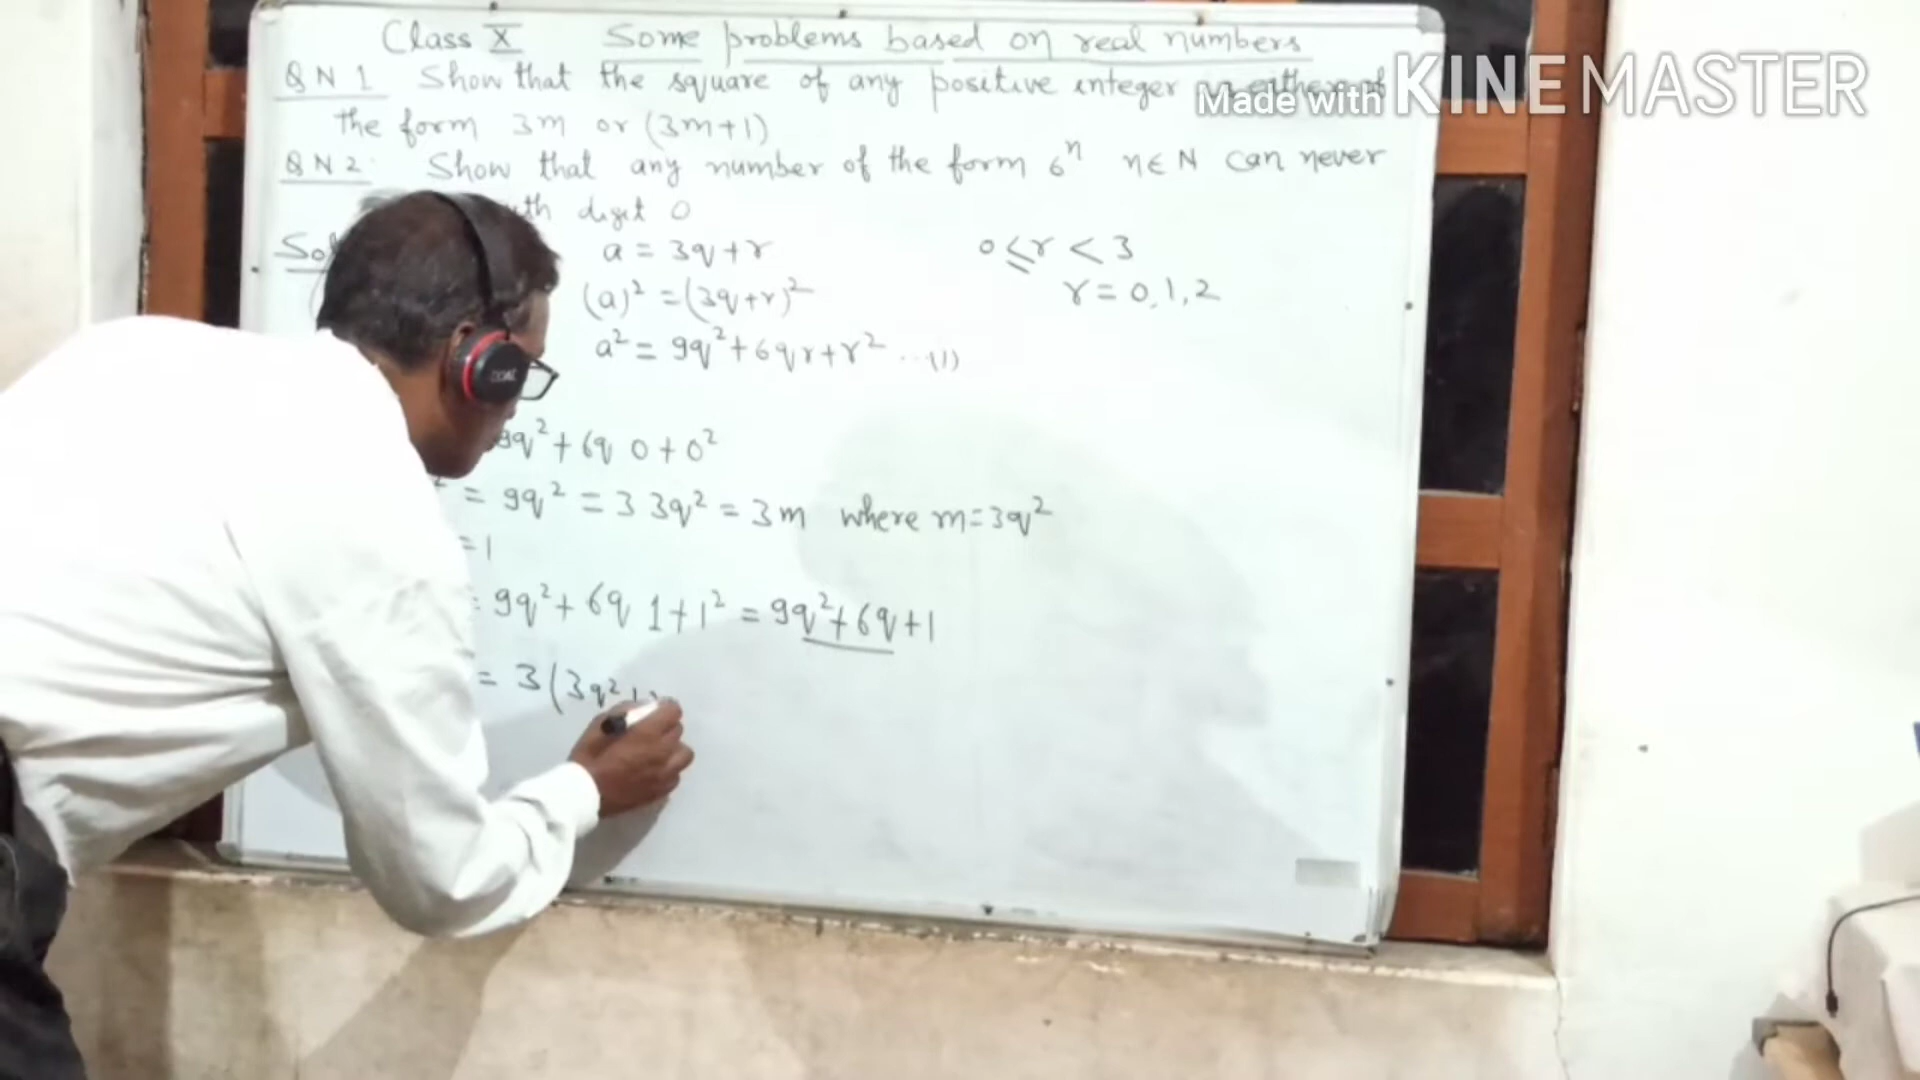 Class X Some problems based on real numbers
Made with KINEMASTER
Q N 1 Show that the square of any positive integer is either of
the form 3m or (3m+1)
Q N 2 Show that any number of the form 6ⁿ n∈N can never
digit 0
a = 3q+r 0≤r<3
(a)² = (3q+r)² r = 0,1,2
a² = 9q²+6qr+r² ...(1)
9q²+6q 0+0²
= 9q² = 3 3q² = 3m where m=3q²
=1
= 9q²+6q 1+1² = 9q²+6q+1
= 3(3q²+